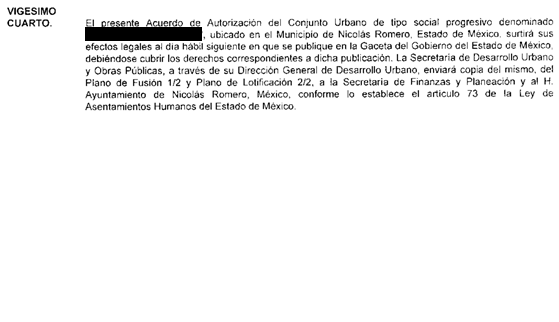 VIGESIMO
CUARTO.
El presente Acuerdo de Autorización del Conjunto Urbano de tipo social progresivo denominado
, ubicado en el Municipio de Nicolás Romero, Estado de México, surtirá sus
efectos legales al día hábil siguiente en que se publique en la Gaceta del Gobierno del Estado de México,
debiéndose cubrir los derechos correspondientes a dicha publicación. La Secretaria de Desarrollo Urbano
y Obras Públicas, a través de su Dirección General de Desarrollo Urbano, enviará copia del mismo, del
Plano de Fusión 1/2 y Plano de Lotificación 2/2, a la Secretaria de Finanzas y Planeación y al H.
Ayuntamiento de Nicolás Romero, México, conforme lo establece el articulo 73 de la Ley de
Asentamientos Humanos del Estado de México.